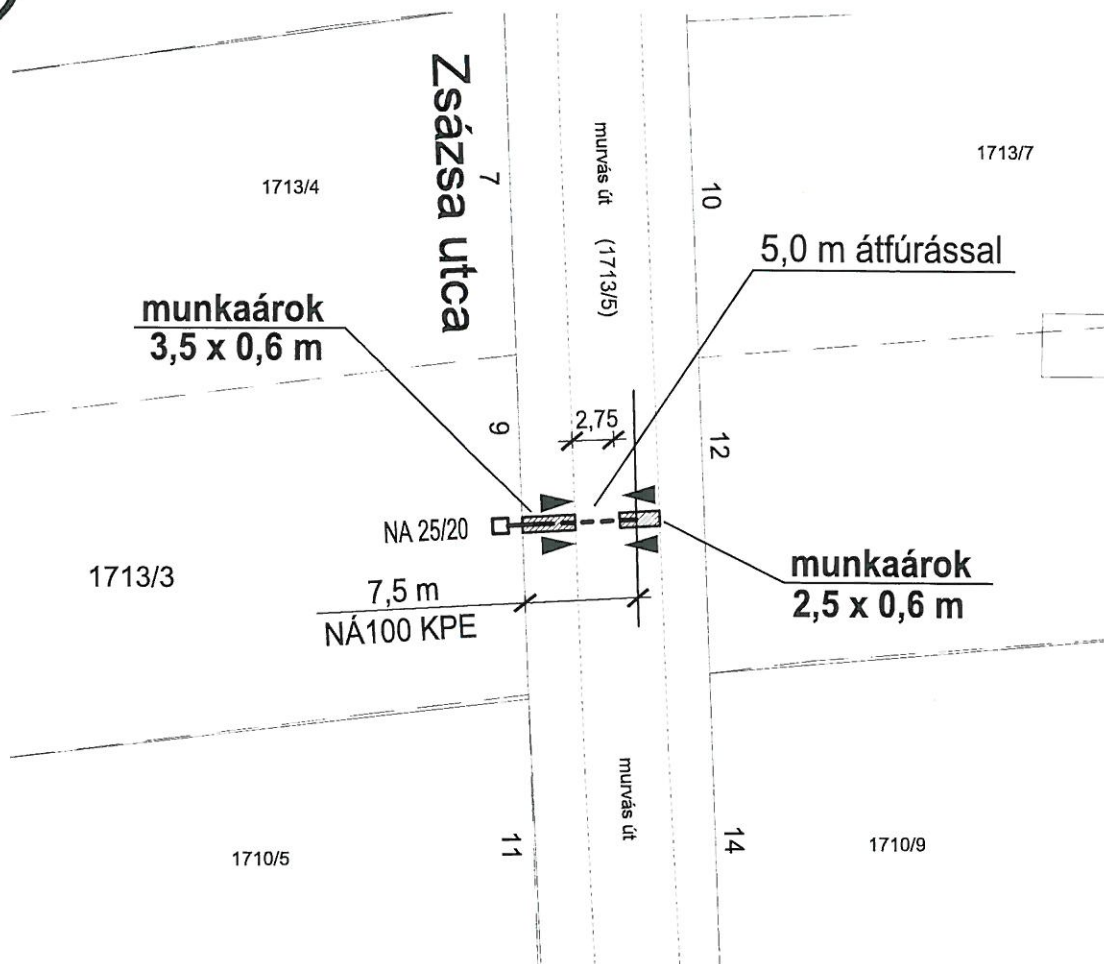 Zsázsa utca
7
1713/4
murvás út (1713/5)
10
1713/7
5,0 m átfúrással
munkaárok
3,5 x 0,6 m
9
2,75
12
NA 25/20
1713/3
7,5 m
NÁ100 KPE
munkaárok
2,5 x 0,6 m
murvás út
1710/5
11
14
1710/9